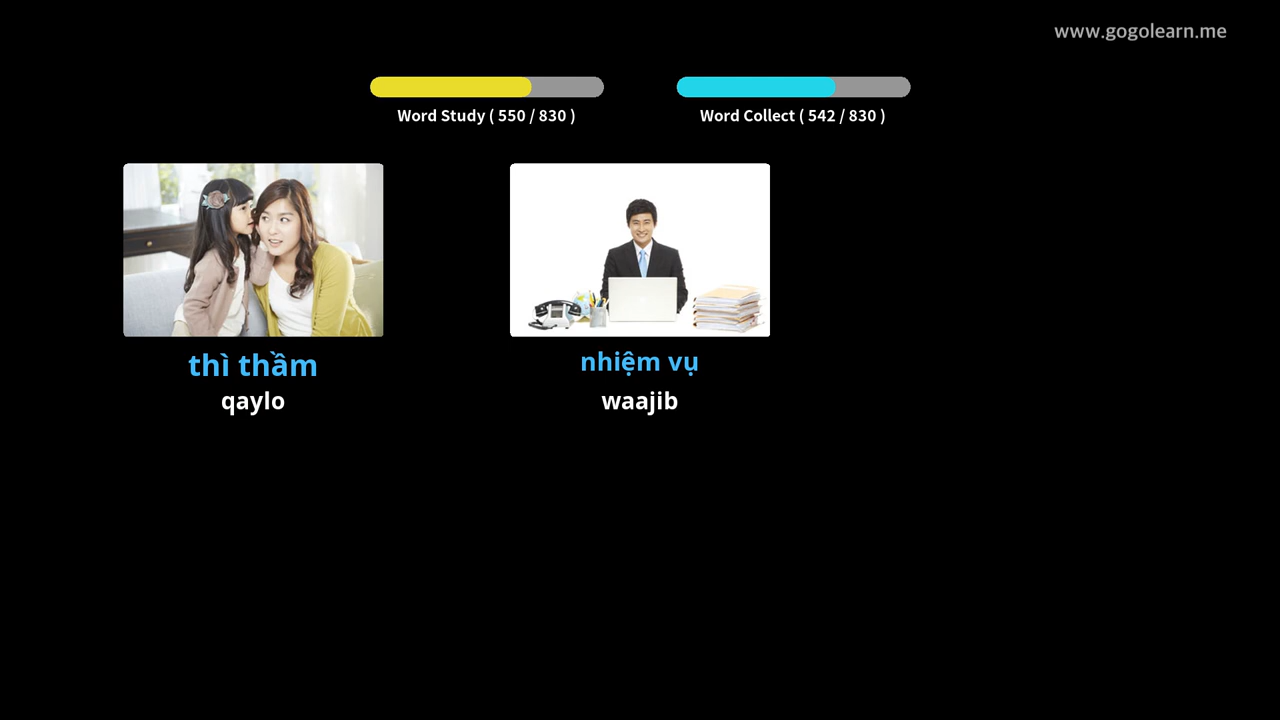 www.gogolearn.me
Word Study ( 550 / 830 )
Word Collect ( 542 / 830 )
thì thầm
qaylo
nhiệm vụ
waajib